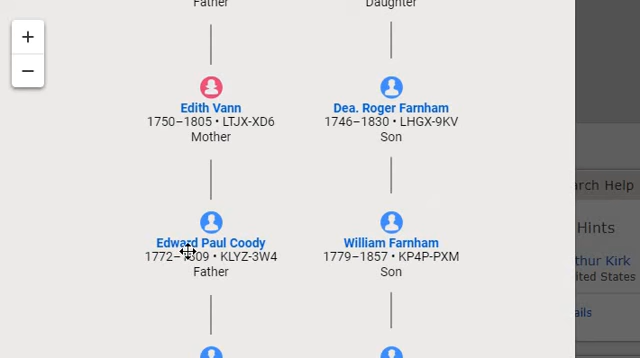 Father
Daughter
+
−
Edith Vann
1750–1805 • LTJX-XD6
Mother
Dea. Roger Farnham
1746–1830 • LHGX-9KV
Son
Edward Paul Coody
1772–1809 • KLYZ-3W4
Father
William Farnham
1779–1857 • KP4P-PXM
Son
arch Help
Hints
thur Kirk
ited States
ails